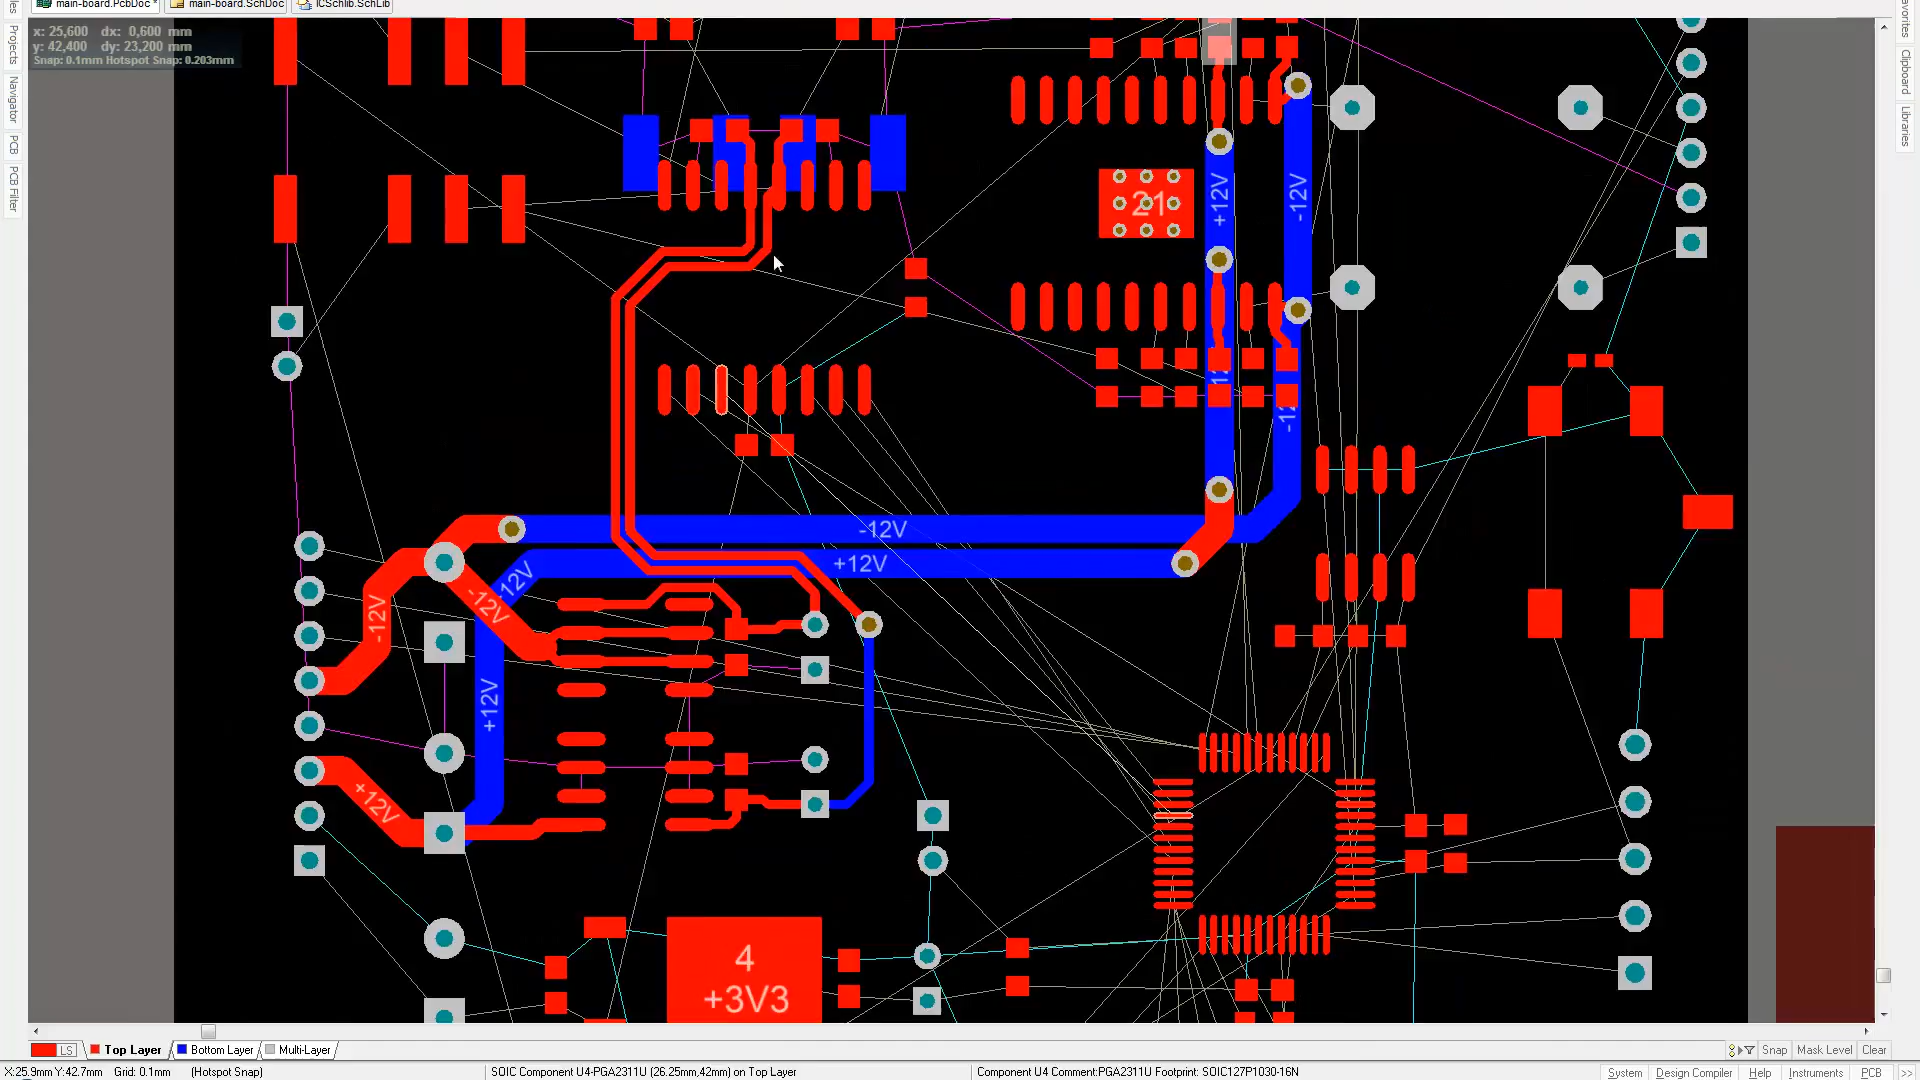 main-board.PcbDoc *
main-board.SchDoc
ICSchlib.SchLib
x: 25,600 dx: 0,600 mm
y: 42,400 dy: 23,200 mm
Snap: 0.1mm Hotspot Snap: 0.203mm
Projects
Navigator
PCB
PCB Filter
Clipboard
Libraries
21
+12V
-12V
-12V
+12V
-12V
-12V
+12V
+12V
4
+3V3
LS
Top Layer
Bottom Layer
Multi-Layer
Snap
Mask Level
Clear
X:25.9mm Y:42.7mm Grid: 0.1mm (Hotspot Snap)
SOIC Component U4-PGA2311U (26.25mm,42mm) on Top Layer
Component U4 Comment:PGA2311U Footprint: SOIC127P1030-16N
System
Design Compiler
Help
Instruments
PCB
>>